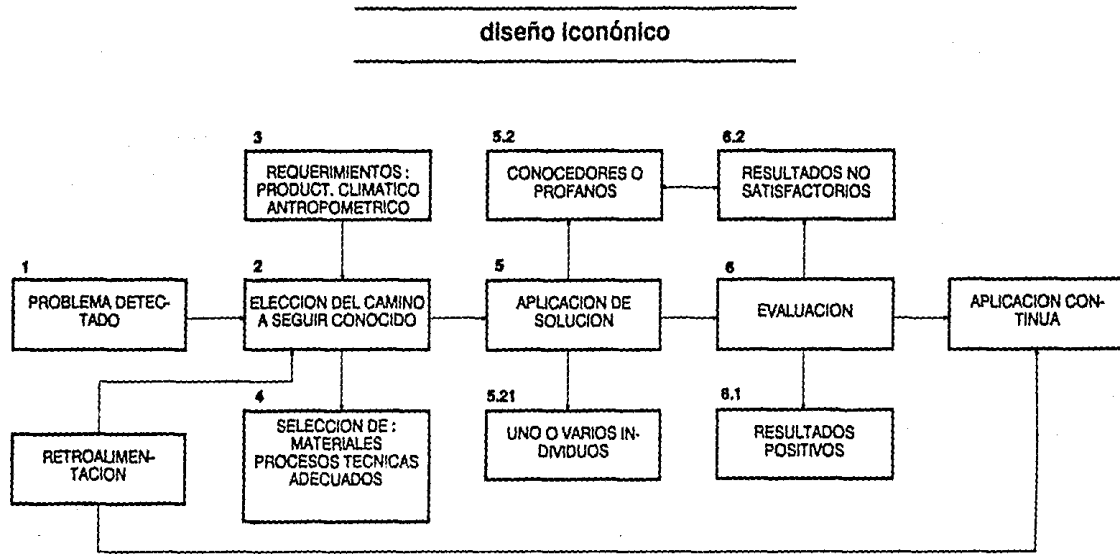 diseño Iconónico
3
REQUERIMIENTOS :
PRODUCT. CLIMATICO
ANTROPOMETRICO
5.2
CONOCEDORES O
PROFANOS
6.2
RESULTADOS NO
SATISFACTORIOS
1
PROBLEMA DETEC-
TADO
2
ELECCION DEL CAMINO
A SEGUIR CONOCIDO
5
APLICACION DE
SOLUCION
6
EVALUACION
APLICACION CON-
TINUA
RETROALIMEN-
TACION
4
SELECCION DE :
MATERIALES
PROCESOS TECNICAS
ADECUADOS
5.21
UNO O VARIOS IN-
DIVIDUOS
6.1
RESULTADOS
POSITIVOS